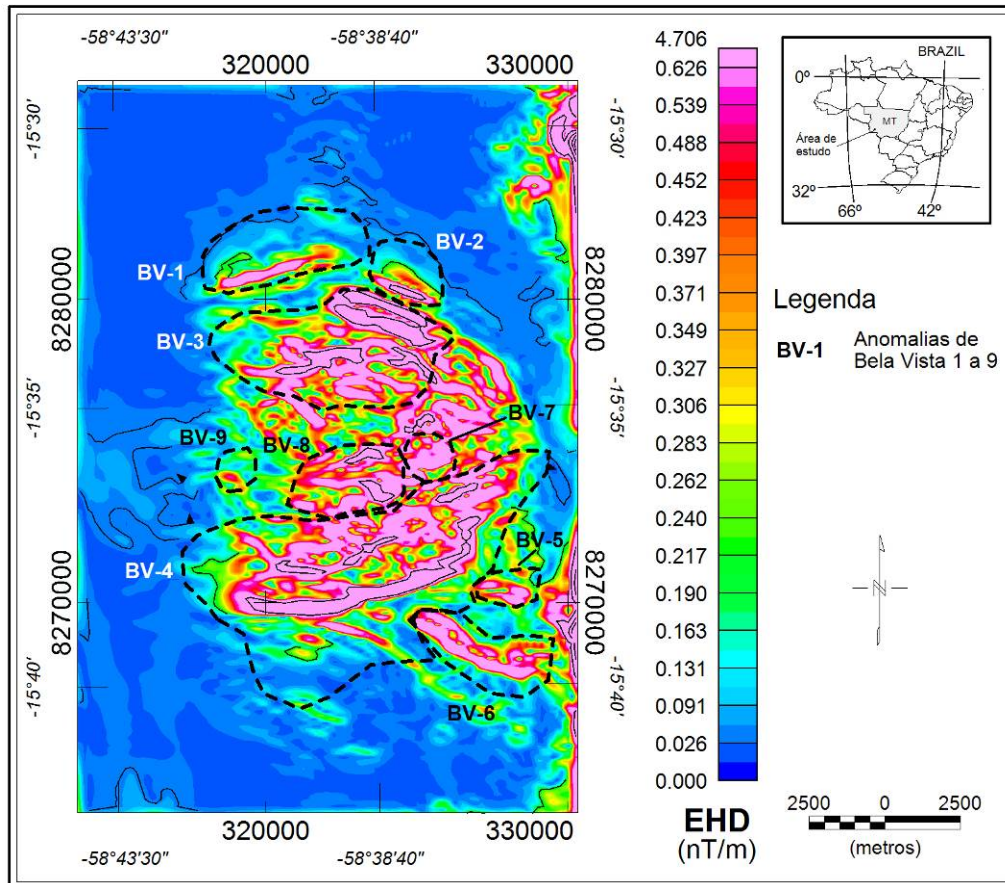 -58°43'30"
-58°38'40"
320000
330000
-15°30'
-15°30'
8280000
8280000
-15°35'
-15°35'
8270000
8270000
-15°40'
-15°40'
320000
330000
-58°43'30"
-58°38'40"
BV-1
BV-2
BV-3
BV-7
BV-9
BV-8
BV-4
BV-5
BV-6
4.706
0.626
0.539
0.488
0.452
0.423
0.397
0.371
0.349
0.327
0.306
0.283
0.262
0.240
0.217
0.190
0.163
0.131
0.091
0.026
0.000
EHD
(nT/m)
BRAZIL
0º
MT
Área de
estudo
32º
66º
42º
Legenda
BV-1
Anomalias de
Bela Vista 1 a 9
N
2500
0
2500
(metros)